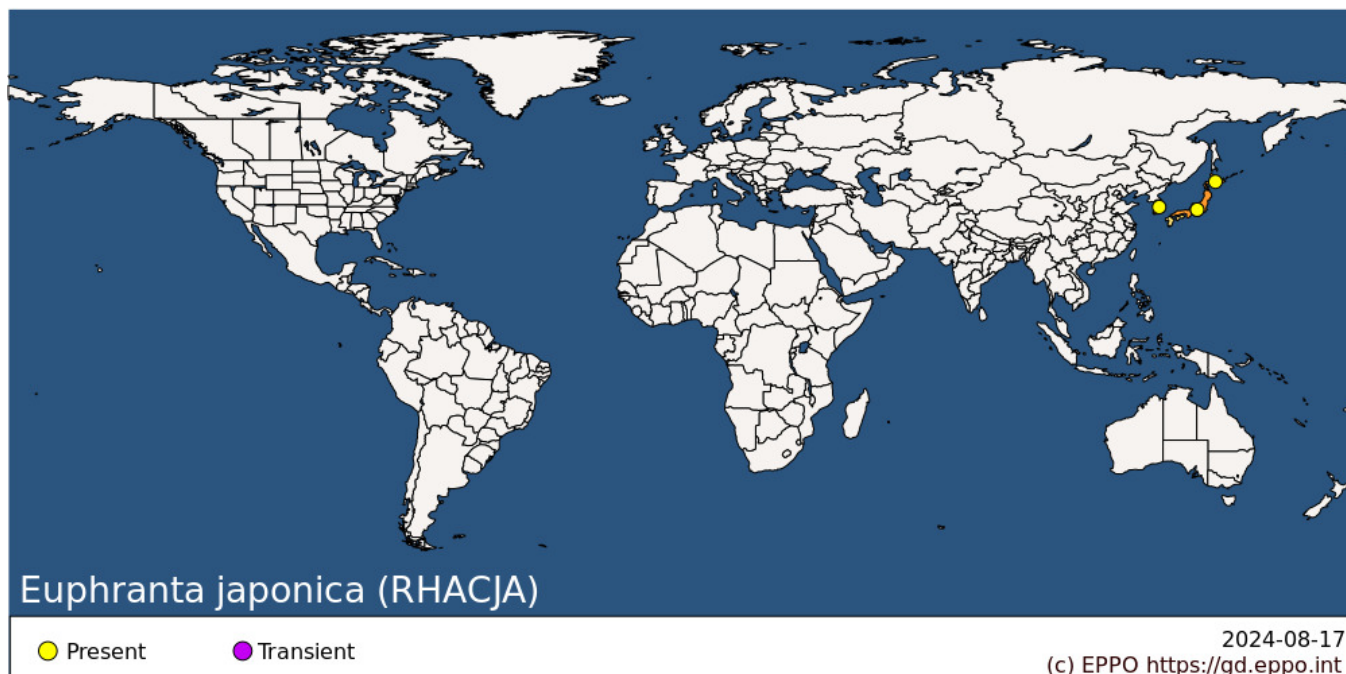 Euphranta japonica (RHACJA)
Present
Transient
2024-08-17
(c) EPPO https://gd.eppo.int